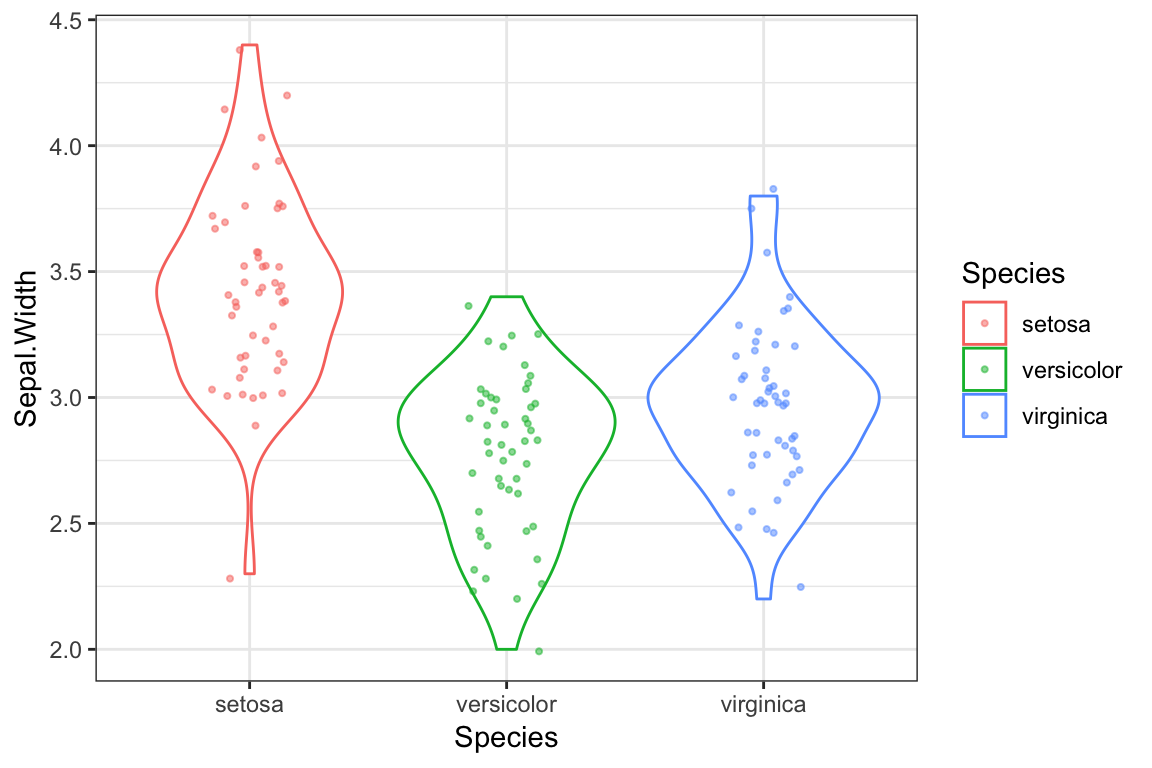 Sepal.Width
4.5
4.0
3.5
3.0
2.5
2.0
setosa
versicolor
virginica
Species
Species
setosa
versicolor
virginica